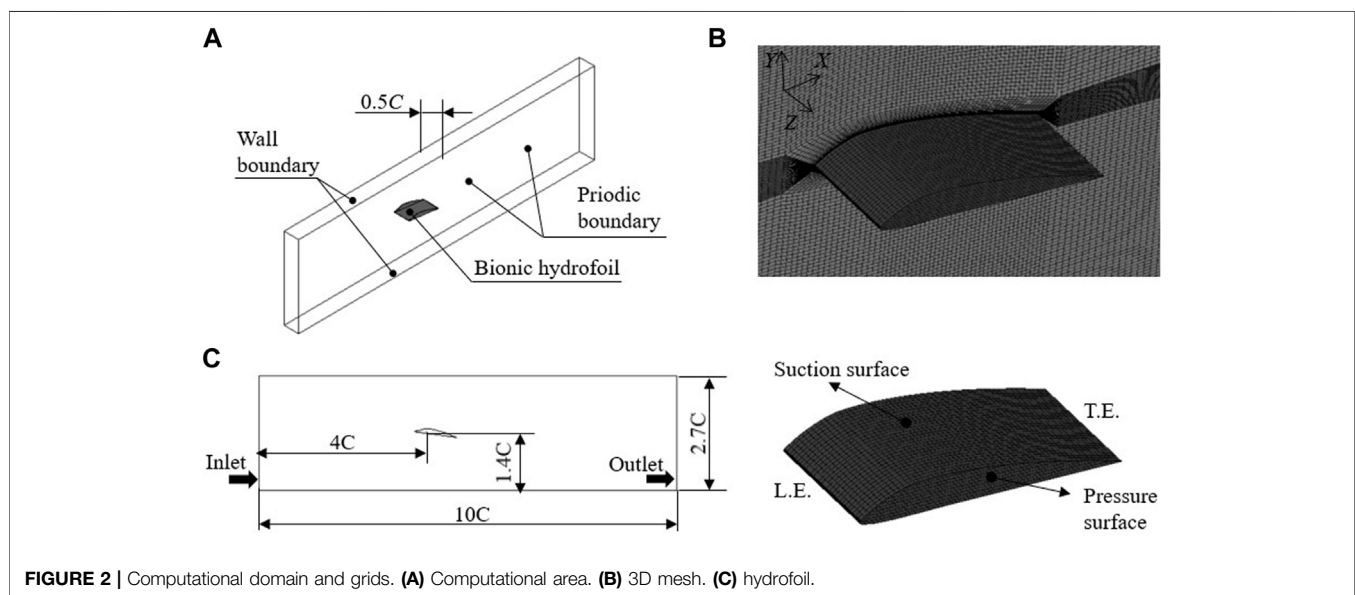 A
0.5C
Wall
boundary
Priodic
boundary
Bionic hydrofoil
B
Y
X
Z
C
4C
1.4C
2.7C
Inlet
Outlet
10C
Suction surface
T.E.
L.E.
Pressure
surface
FIGURE 2 | Computational domain and grids. (A) Computational area. (B) 3D mesh. (C) hydrofoil.